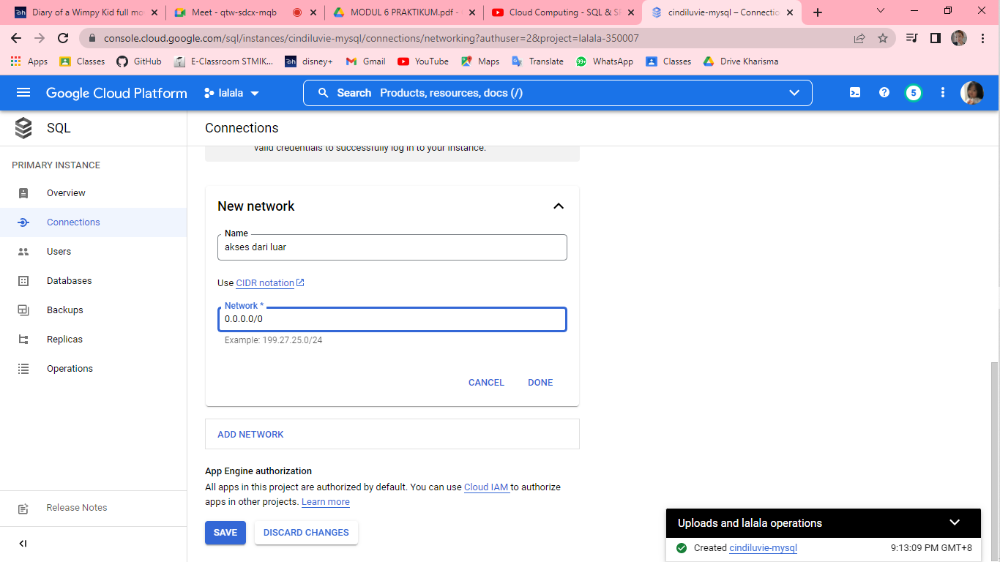 Diary of a Wimpy Kid full mo
Meet - qtw-sdcx-mqb
MODUL 6 PRAKTIKUM.pdf -
Cloud Computing - SQL & SP
cindiluvie-mysql – Connectio
console.cloud.google.com/sql/instances/cindiluvie-mysql/connections/networking?authuser=2&project=lalala-350007
Apps
Classes
GitHub
E-Classroom STMIK...
disney+
Gmail
YouTube
Maps
Translate
99+
WhatsApp
Classes
Drive Kharisma
Google Cloud Platform
lalala
Search Products, resources, docs (/)
5
SQL
Connections
PRIMARY INSTANCE
Overview
Connections
Users
Databases
Backups
Replicas
Operations
Release Notes
valid credentials to successfully log in to your instance.
New network
Name
akses dari luar
Use CIDR notation
Network *
0.0.0.0/0
Example: 199.27.25.0/24
CANCEL
DONE
ADD NETWORK
App Engine authorization
All apps in this project are authorized by default. You can use Cloud IAM to authorize
apps in other projects. Learn more
SAVE
DISCARD CHANGES
Uploads and lalala operations
Created cindiluvie-mysql 9:13:09 PM GMT+8